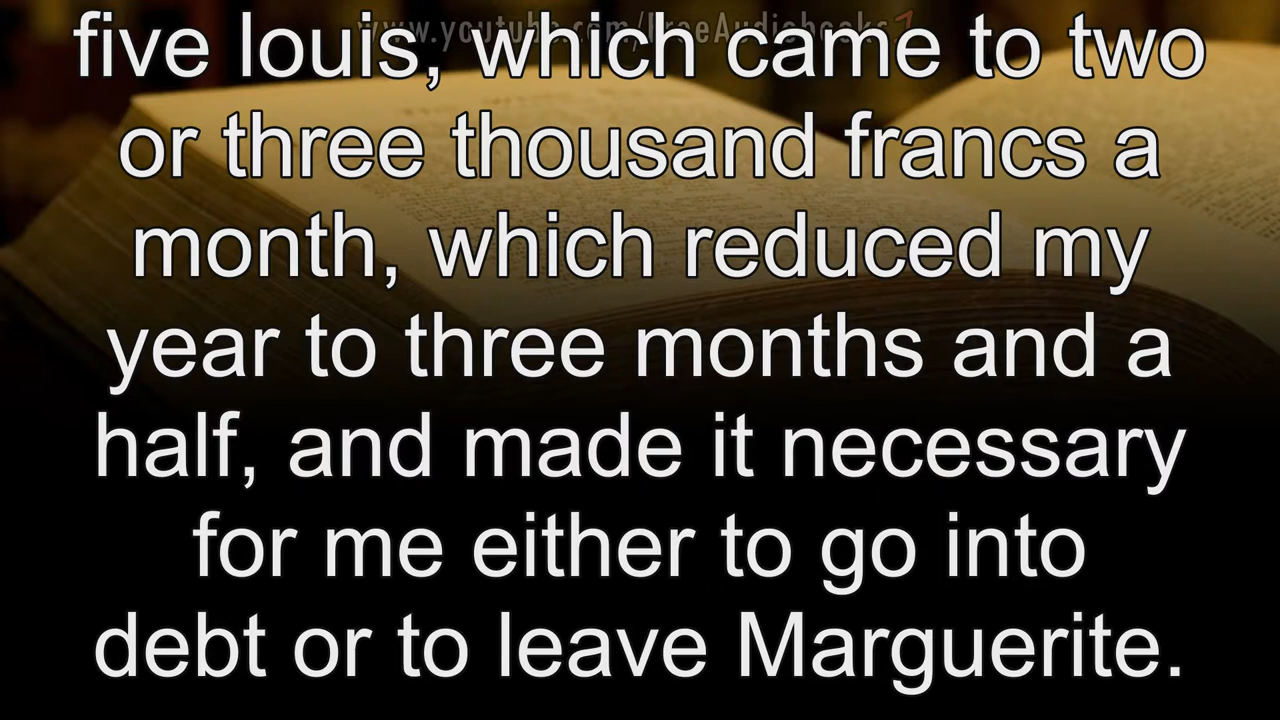 www.youtube.com/FreeAudiobooks7
five louis, which came to two
or three thousand francs a
month, which reduced my
year to three months and a
half, and made it necessary
for me either to go into
debt or to leave Marguerite.